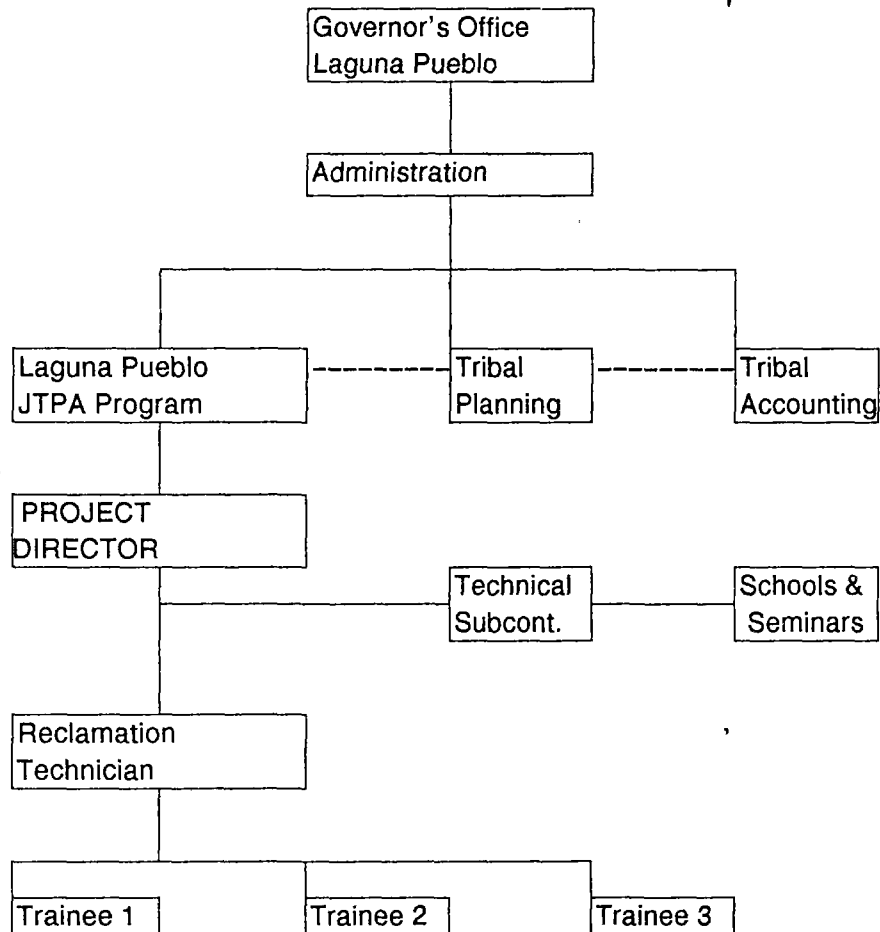 Governor's Office
Laguna Pueblo
Administration
Laguna Pueblo
JTPA Program
Tribal
Planning
Tribal
Accounting
PROJECT
DIRECTOR
Technical
Subcont.
Schools &
Seminars
Reclamation
Technician
Trainee 1
Trainee 2
Trainee 3